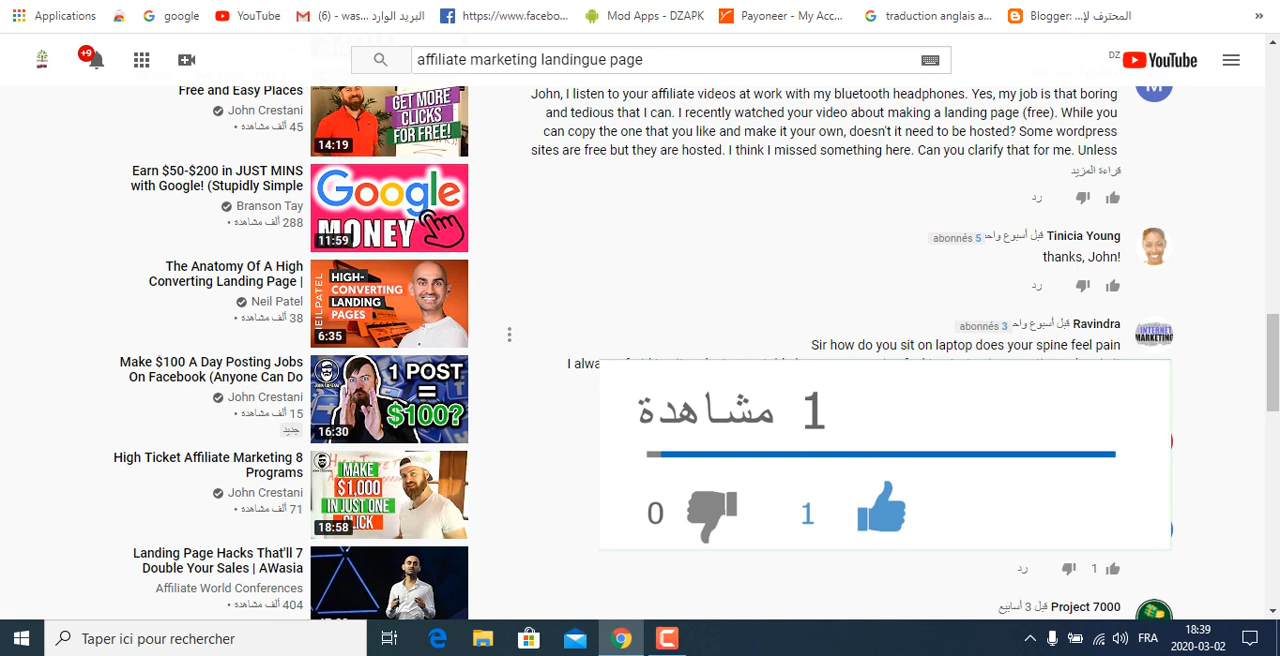 Applications
google
YouTube
البريد الوارد (6) - was...
https://www.facebo...
Mod Apps - DZAPK
Payoneer - My Acc...
traduction anglais a...
Blogger: المحترف لإ...
»
+9
affiliate marketing landingue page
DZ
YouTube
Free and Easy Places
John Crestani
45 ألف مشاهدة •
GET MORE
CLICKS
FOR FREE!
14:19
Earn $50-$200 in JUST MINS
with Google! (Stupidly Simple
Branson Tay
288 ألف مشاهدة •
Google
MONEY
11:59
The Anatomy Of A High
Converting Landing Page |
Neil Patel
38 ألف مشاهدة •
NEILPATEL
HIGH-
CONVERTING
LANDING
PAGES
6:35
Make $100 A Day Posting Jobs
On Facebook (Anyone Can Do
John Crestani
15 ألف مشاهدة •
جديد
1 POST
=
$100?
16:30
High Ticket Affiliate Marketing 8
Programs
John Crestani
71 ألف مشاهدة •
MAKE
$1,000
IN JUST ONE
CLICK
18:58
Landing Page Hacks That'll 7
Double Your Sales | AWasia
Affiliate World Conferences
404 ألف مشاهدة •
John, I listen to your affiliate videos at work with my bluetooth headphones. Yes, my job is that boring
and tedious that I can. I recently watched your video about making a landing page (free). While you
can copy the one that you like and make it your own, doesn't it need to be hosted? Some wordpress
sites are free but they are hosted. I think I missed something here. Can you clarify that for me. Unless
قراءة المزيد
رد
Tinicia Young قبل أسبوع واحد
abonnés 5
thanks, John!
رد
Ravindra قبل أسبوع واحد
abonnés 3
INTERNET
MARKETING
Sir how do you sit on laptop does your spine feel pain
1 مشاهدة
0
1
رد
1
Project 7000 قبل 3 أسابيع
Taper ici pour rechercher
FRA
18:39
2020-03-02